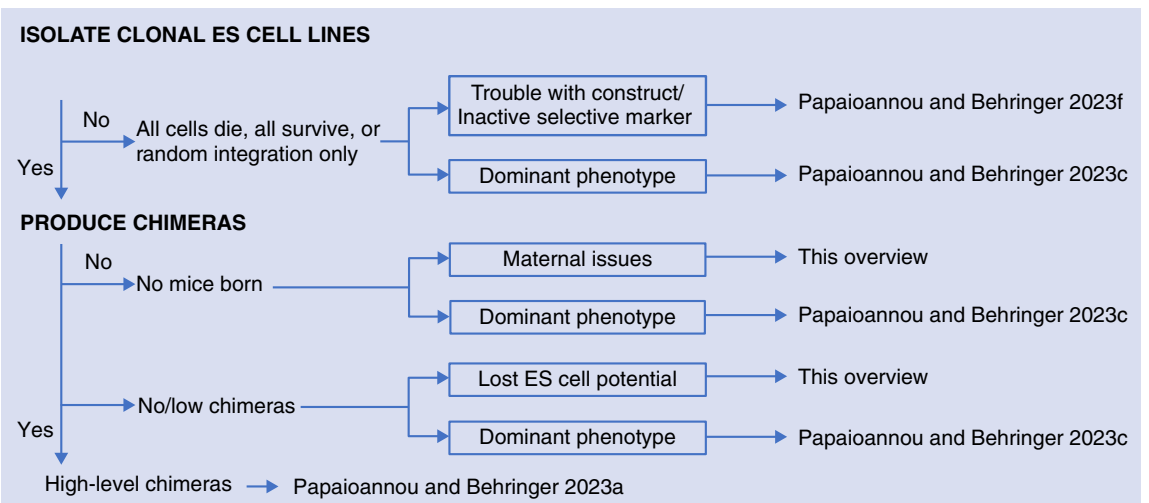 ISOLATE CLONAL ES CELL LINES
No
All cells die, all survive, or
random integration only
Trouble with construct/
Inactive selective marker
Papaioannou and Behringer 2023f
Yes
Dominant phenotype
Papaioannou and Behringer 2023c
PRODUCE CHIMERAS
No
No mice born
Maternal issues
This overview
Dominant phenotype
Papaioannou and Behringer 2023c
No/low chimeras
Lost ES cell potential
This overview
Dominant phenotype
Papaioannou and Behringer 2023c
Yes
High-level chimeras
Papaioannou and Behringer 2023a